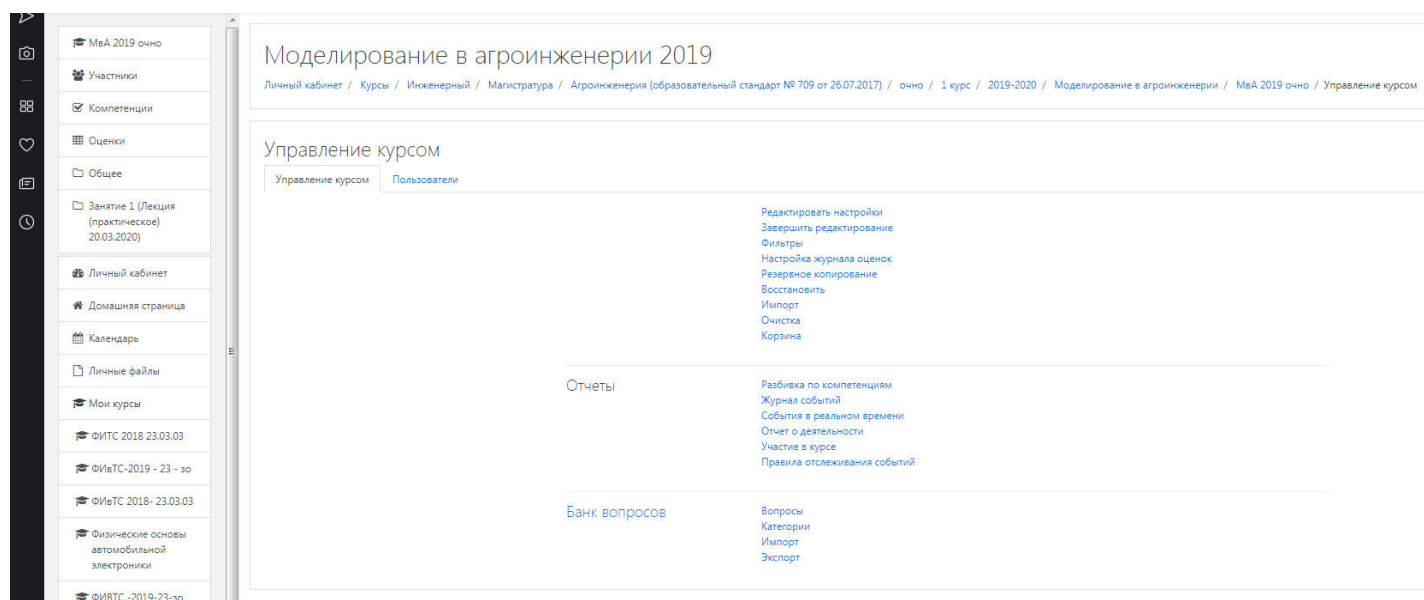 МвА 2019 очно
Участники
Компетенции
Оценки
Общее
Занятие 1 (Лекция
(практическое)
20.03.2020)
Личный кабинет
Домашняя страница
Календарь
Личные файлы
Мои курсы
ФИТС 2018 23.03.03
ФИвТС-2019 - 23 - зо
ФИвТС 2018- 23.03.03
Физические основы
автомобильной
электроники
ФИВТС -2019-23-зо
Моделирование в агроинженерии 2019
Личный кабинет / Курсы / Инженерный / Магистратура / Агроинженерия (образовательный стандарт № 709 от 26.07.2017) / очно / 1 курс / 2019-2020 / Моделирование в агроинженерии / МвА 2019 очно / Управление курсом
Управление курсом
Управление курсом Пользователи
Редактировать настройки
Завершить редактирование
Фильтры
Настройка журнала оценок
Резервное копирование
Восстановить
Импорт
Очистка
Корзина
Отчеты
Разбивка по компетенциям
Журнал событий
События в реальном времени
Отчет о деятельности
Участие в курсе
Правила отслеживания событий
Банк вопросов
Вопросы
Категории
Импорт
Экспорт